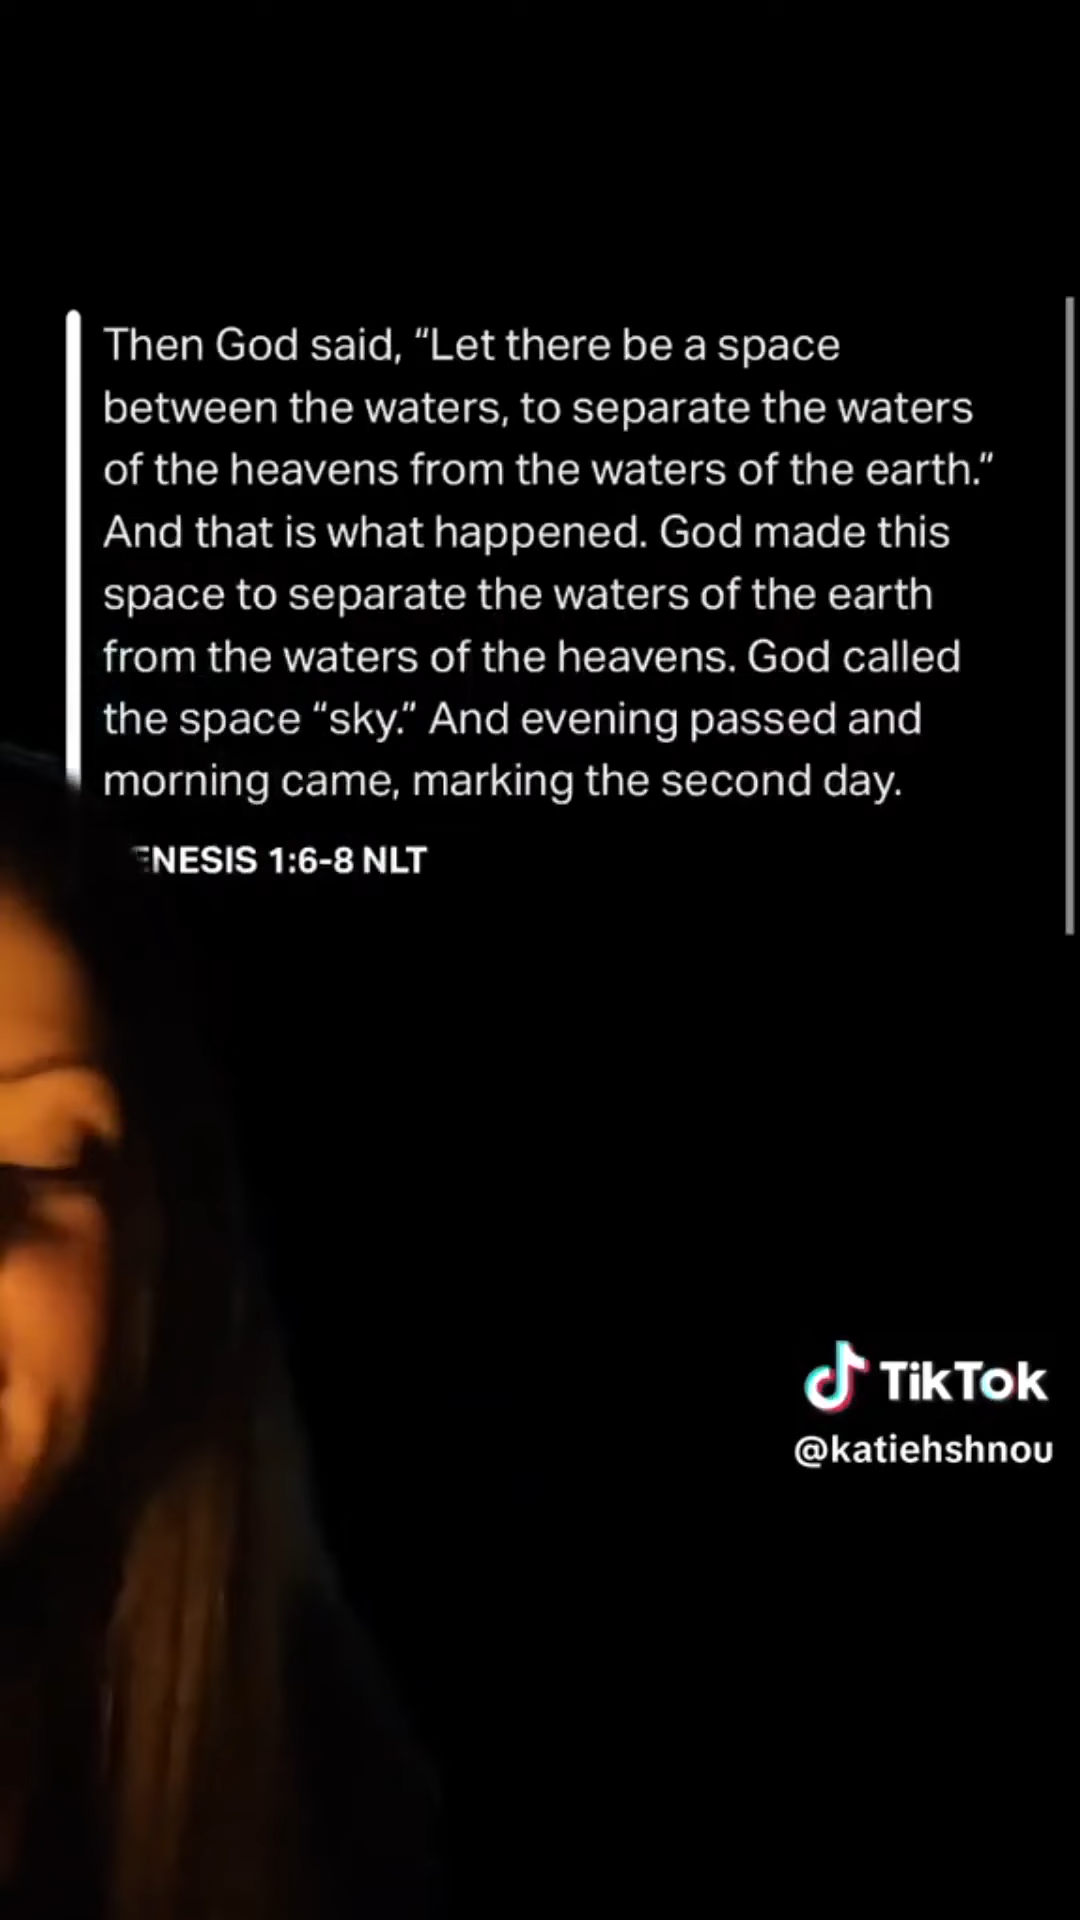 Then God said, “Let there be a space
between the waters, to separate the waters
of the heavens from the waters of the earth.”
And that is what happened. God made this
space to separate the waters of the earth
from the waters of the heavens. God called
the space “sky.” And evening passed and
morning came, marking the second day.
ENESIS 1:6-8 NLT
TikTok
@katiehshnou